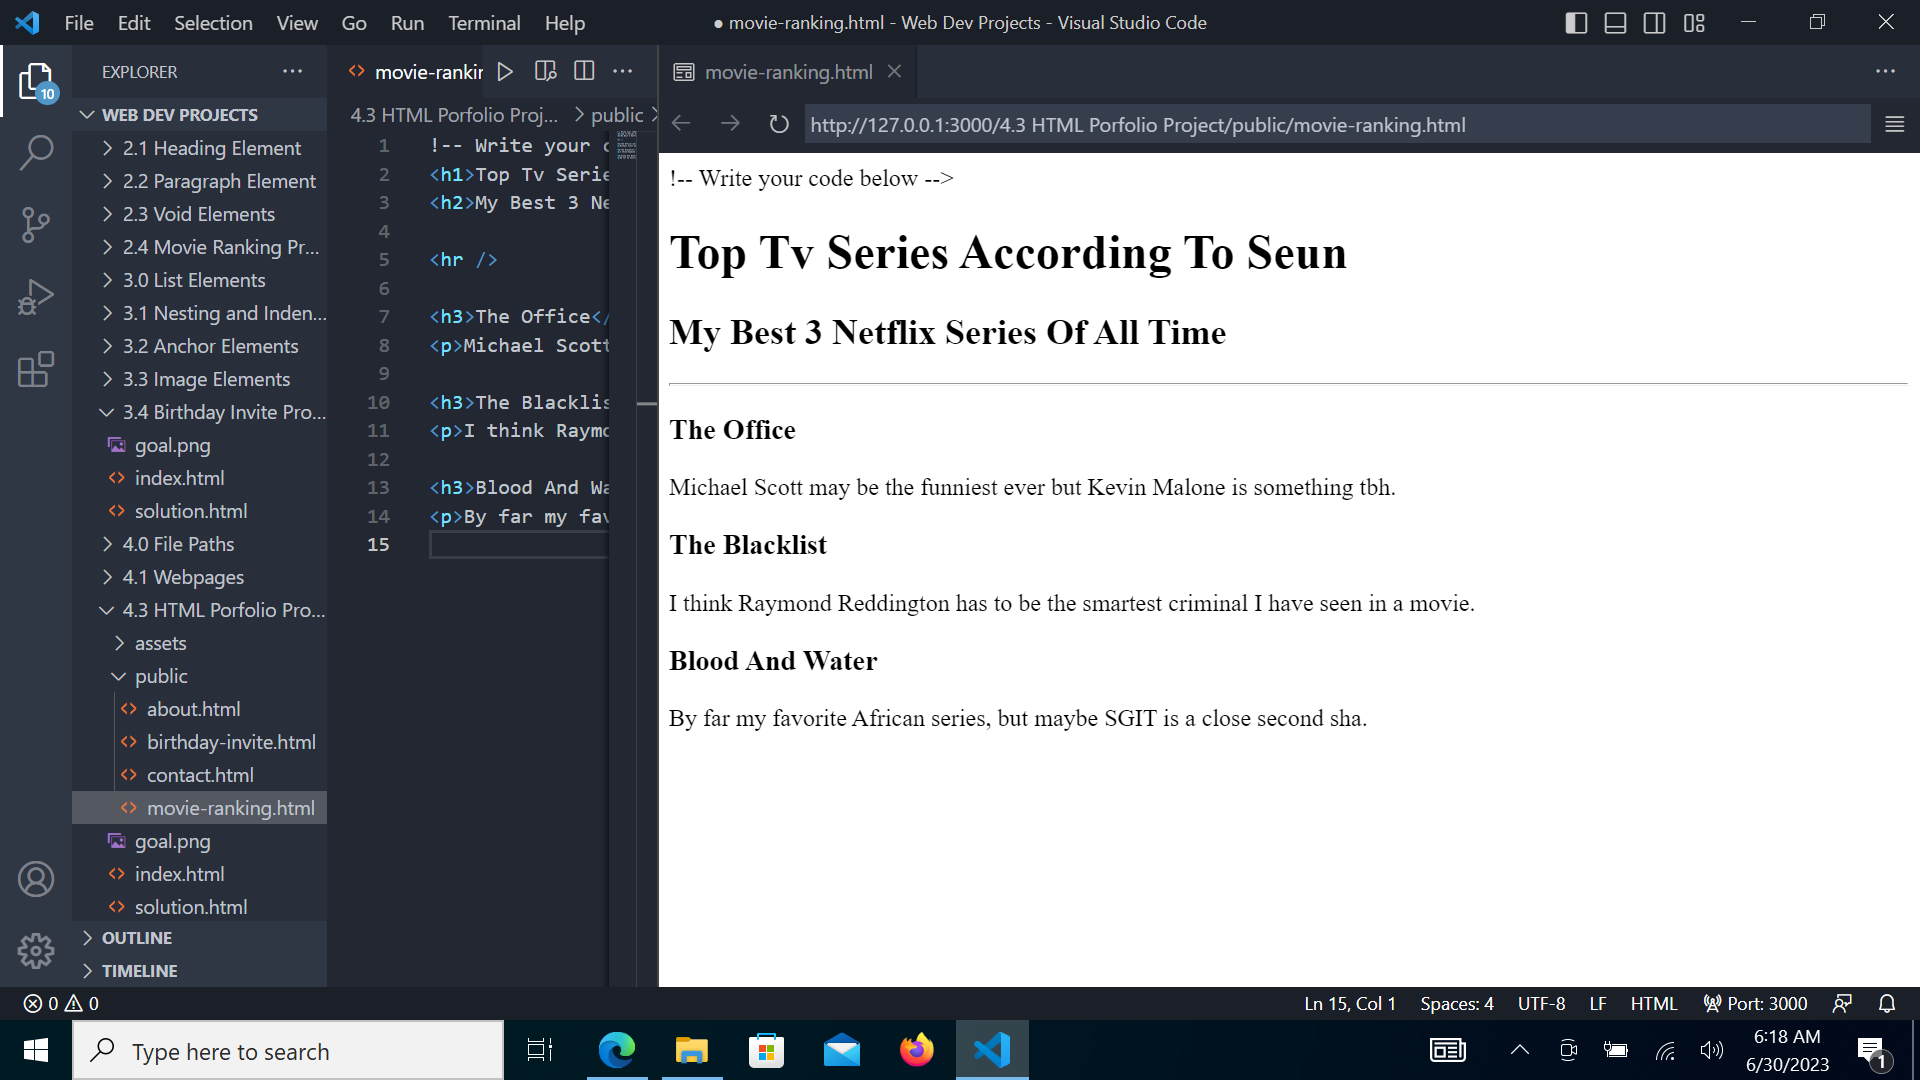 File Edit Selection View Go Run Terminal Help
● movie-ranking.html - Web Dev Projects - Visual Studio Code
10
EXPLORER
WEB DEV PROJECTS
2.1 Heading Element
2.2 Paragraph Element
2.3 Void Elements
2.4 Movie Ranking Pr...
3.0 List Elements
3.1 Nesting and Inden...
3.2 Anchor Elements
3.3 Image Elements
3.4 Birthday Invite Pro...
goal.png
index.html
solution.html
4.0 File Paths
4.1 Webpages
4.3 HTML Porfolio Pro...
assets
public
about.html
birthday-invite.html
contact.html
movie-ranking.html
goal.png
index.html
solution.html
OUTLINE
TIMELINE
movie-rankin
4.3 HTML Porfolio Proj... > public >
1 !-- Write your c
2 <h1>Top Tv Serie
3 <h2>My Best 3 Ne
4
5 <hr />
6
7 <h3>The Office</
8 <p>Michael Scott
9
10 <h3>The Blacklis
11 <p>I think Raymo
12
13 <h3>Blood And Wa
14 <p>By far my fav
15
movie-ranking.html
http://127.0.0.1:3000/4.3 HTML Porfolio Project/public/movie-ranking.html
!-- Write your code below -->
Top Tv Series According To Seun
My Best 3 Netflix Series Of All Time
The Office
Michael Scott may be the funniest ever but Kevin Malone is something tbh.
The Blacklist
I think Raymond Reddington has to be the smartest criminal I have seen in a movie.
Blood And Water
By far my favorite African series, but maybe SGIT is a close second sha.
0 0
Ln 15, Col 1 Spaces: 4 UTF-8 LF HTML Port: 3000
Type here to search
6:18 AM
6/30/2023
1